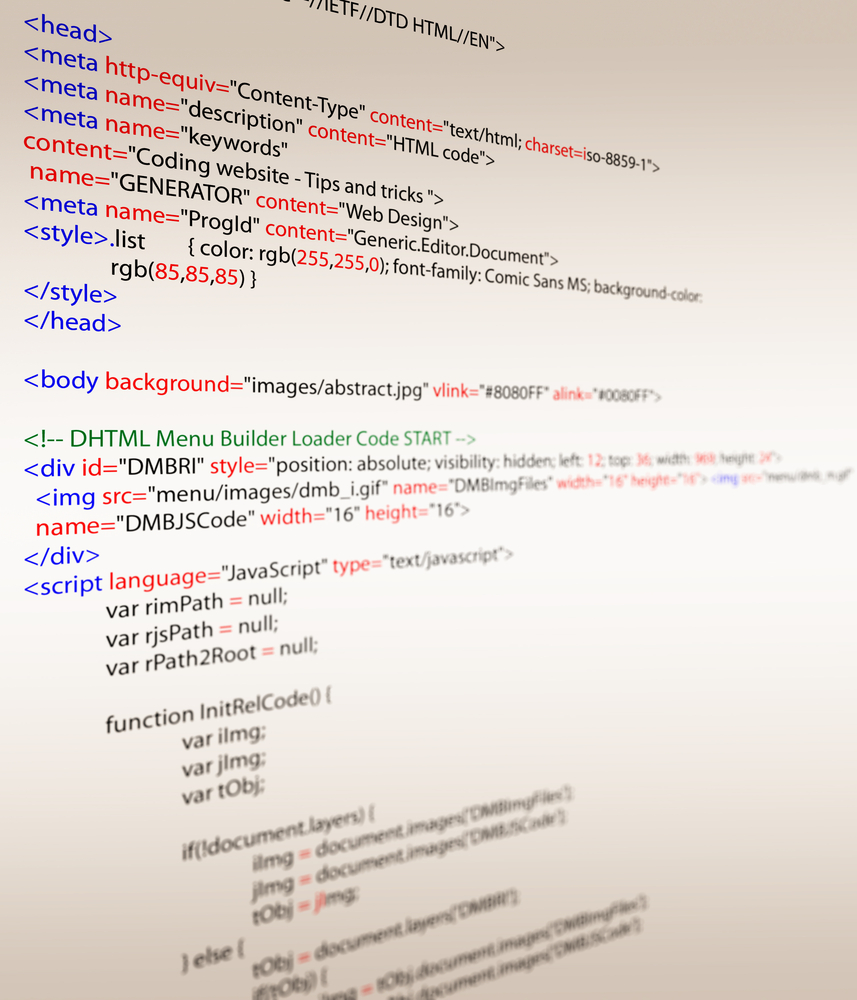 //IETF//DTD HTML//EN">
<head>
<meta http-equiv="Content-Type" content="text/html; charset=iso-8859-1">
<meta name="description" content="HTML code">
<meta name="keywords"
content="Coding website - Tips and tricks ">
name="GENERATOR" content="Web Design">
<meta name="ProgId" content="Generic.Editor.Document">
<style>.list { color: rgb(255,255,0); font-family: Comic Sans MS; background-color:
rgb(85,85,85) }
</style>
</head>
<body background="images/abstract.jpg" vlink="#8080FF" alink="#0080FF">
<!-- DHTML Menu Builder Loader Code START -->
<div id="DMBRI" style="position: absolute; visibility: hidden; left: 12; top: 36; width: height:
<img src="menu/images/dmb_i.gif" name="DMBImgFiles" width="16" height="16"> <img src=
name="DMBJSCode" width="16" height="16">
</div>
<script language="JavaScript" type="text/javascript">
var rimPath = null;
var rjsPath = null;
var rPath2Root = null;
function InitRelCode() {
var iImg;
var jImg;
var tObj;
if(!document.layers) {
iImg = document.images['DMBImgFiles'];
jImg = document.images['DMBJSCode'];
tObj = jImg;
} else {
tObj = document.layers['DMBRI'];
if(tObj) {
iImg = tObj.document.images['DMBImgFiles'];
document.images['DMBJSCode'];